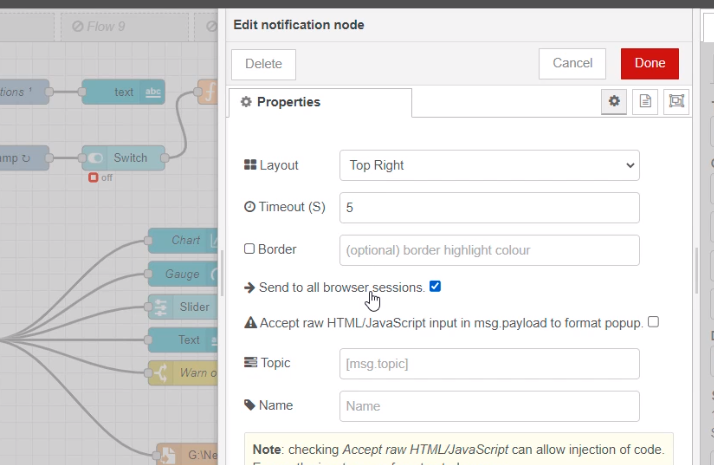 Flow 9
Edit notification node
Delete
Cancel
Done
Properties
text
abc
Switch
off
Layout
Top Right
Timeout (S)
5
Border
(optional) border highlight colour
Chart
Gauge
Send to all browser sessions.
Slider
Accept raw HTML/JavaScript input in msg.payload to format popup.
Text
Topic
[msg.topic]
Warn o
Name
Name
G:\Ne
Note: checking Accept raw HTML/JavaScript can allow injection of code.